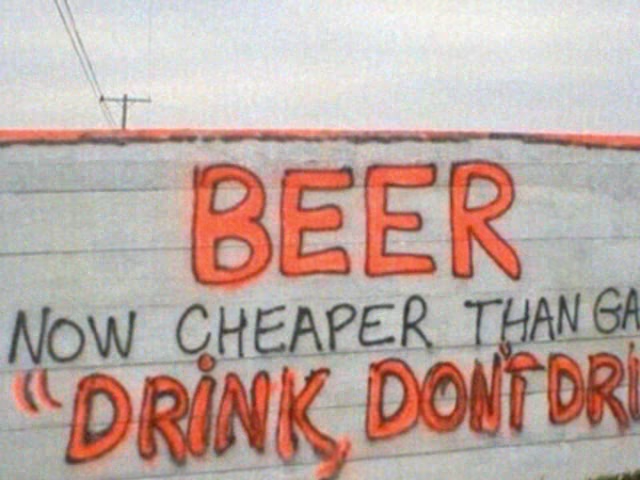 BEER
NOW CHEAPER THAN GA
"DRINK, DON'T DRI